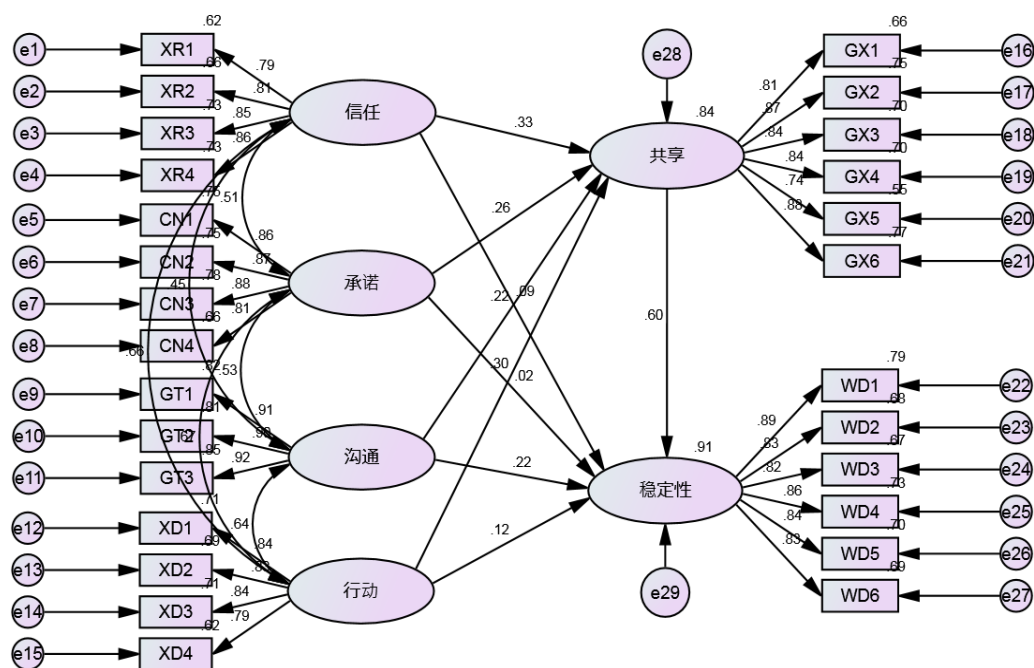 .62
e1
XR1
.79
.66
e2
XR2
.81
.73
e3
XR3
.85
.73
e4
XR4
.86
.75
e5
CN1
.86
.75
e6
CN2
.87
.78
e7
CN3
.88
.66
e8
CN4
.81
.82
e9
GT1
.91
.81
e10
GT2
.90
.85
e11
GT3
.92
.71
e12
XD1
.84
.69
e13
XD2
.83
.71
e14
XD3
.84
.62
e15
XD4
.79
.51
.45
.66
.53
.64
信任
承诺
沟通
行动
.33
.26
.22
.09
.30
.02
.22
.12
.60
e28
.84
共享
.91
稳定性
e29
.66
.81
GX1
e16
.75
.87
GX2
e17
.70
.84
GX3
e18
.70
.84
GX4
e19
.55
.74
GX5
e20
.77
.88
GX6
e21
.79
.89
WD1
e22
.68
.83
WD2
e23
.67
.82
WD3
e24
.73
.86
WD4
e25
.70
.84
WD5
e26
.69
.83
WD6
e27